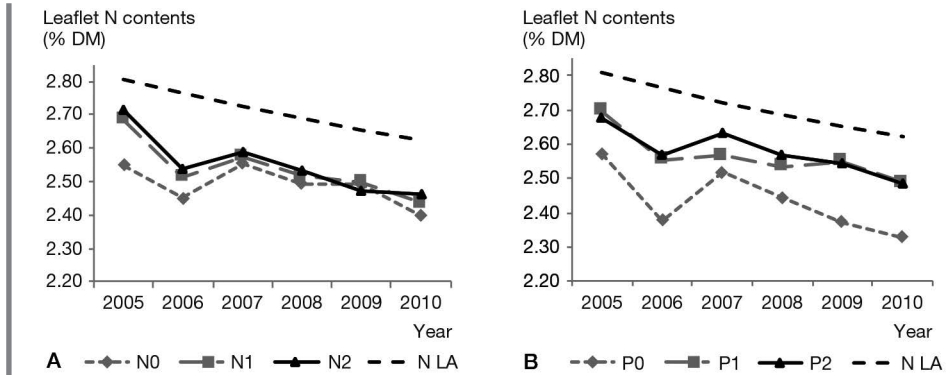 Leaflet N contents
(% DM)
2.80
2.70
2.60
2.50
2.40
2.30
2.20
2005 2006 2007 2008 2009 2010
Year
A N0 N1 N2 N LA
Leaflet N contents
(% DM)
2.80
2.70
2.60
2.50
2.40
2.30
2.20
2005 2006 2007 2008 2009 2010
Year
B P0 P1 P2 N LA